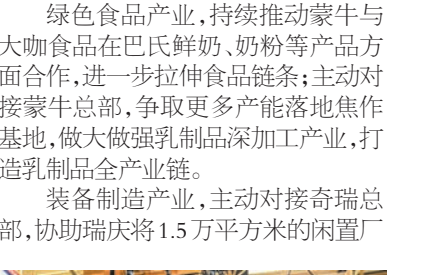 绿色食品产业，持续推动蒙牛与
大咖食品在巴氏鲜奶、奶粉等产品方
面合作，进一步拉伸食品链条；主动对
接蒙牛总部，争取更多产能落地焦作
基地，做大做强乳制品深加工产业，打
造乳制品全产业链。
装备制造产业，主动对接奇瑞总
部，协助瑞庆将1.5万平方米的闲置厂